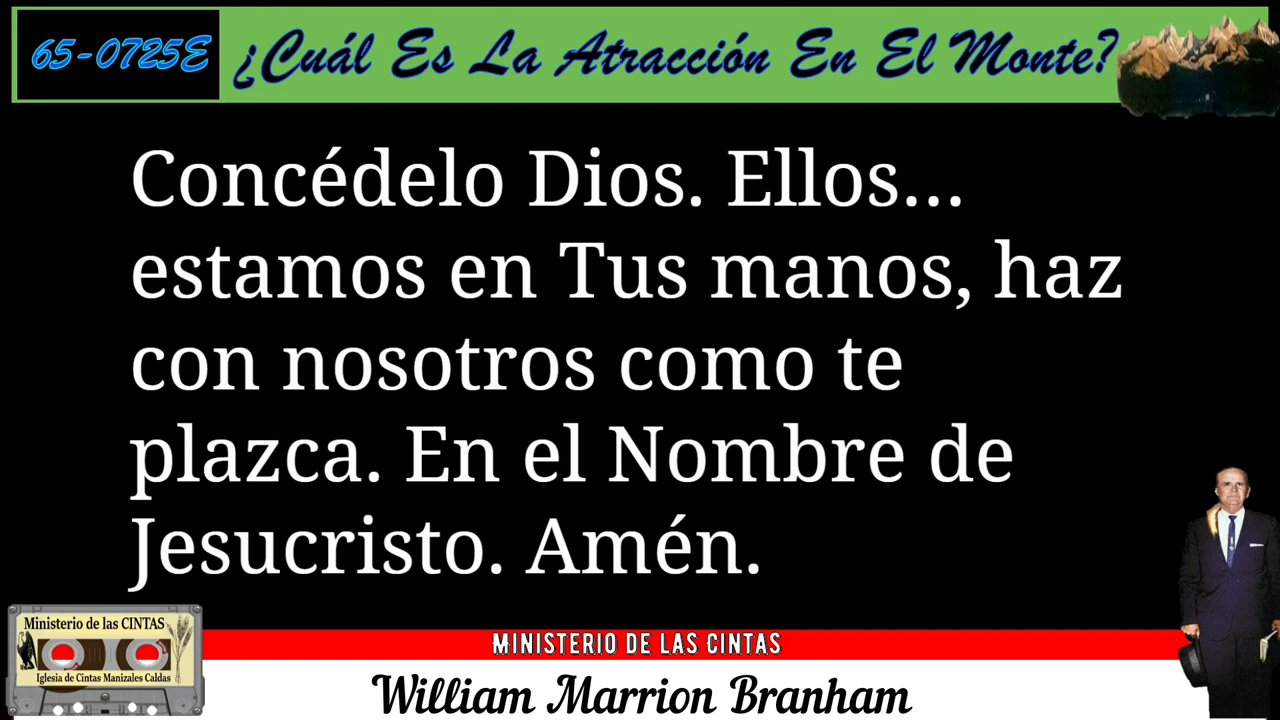 65-0725E ¿Cuál Es La Atracción En El Monte?
Concédelo Dios. Ellos...
estamos en Tus manos, haz
con nosotros como te
plazca. En el Nombre de
Jesucristo. Amén.
Ministerio de las CINTAS
Iglesia de Cintas Manizales Caldas
MINISTERIO DE LAS CINTAS
William Marrion Branham